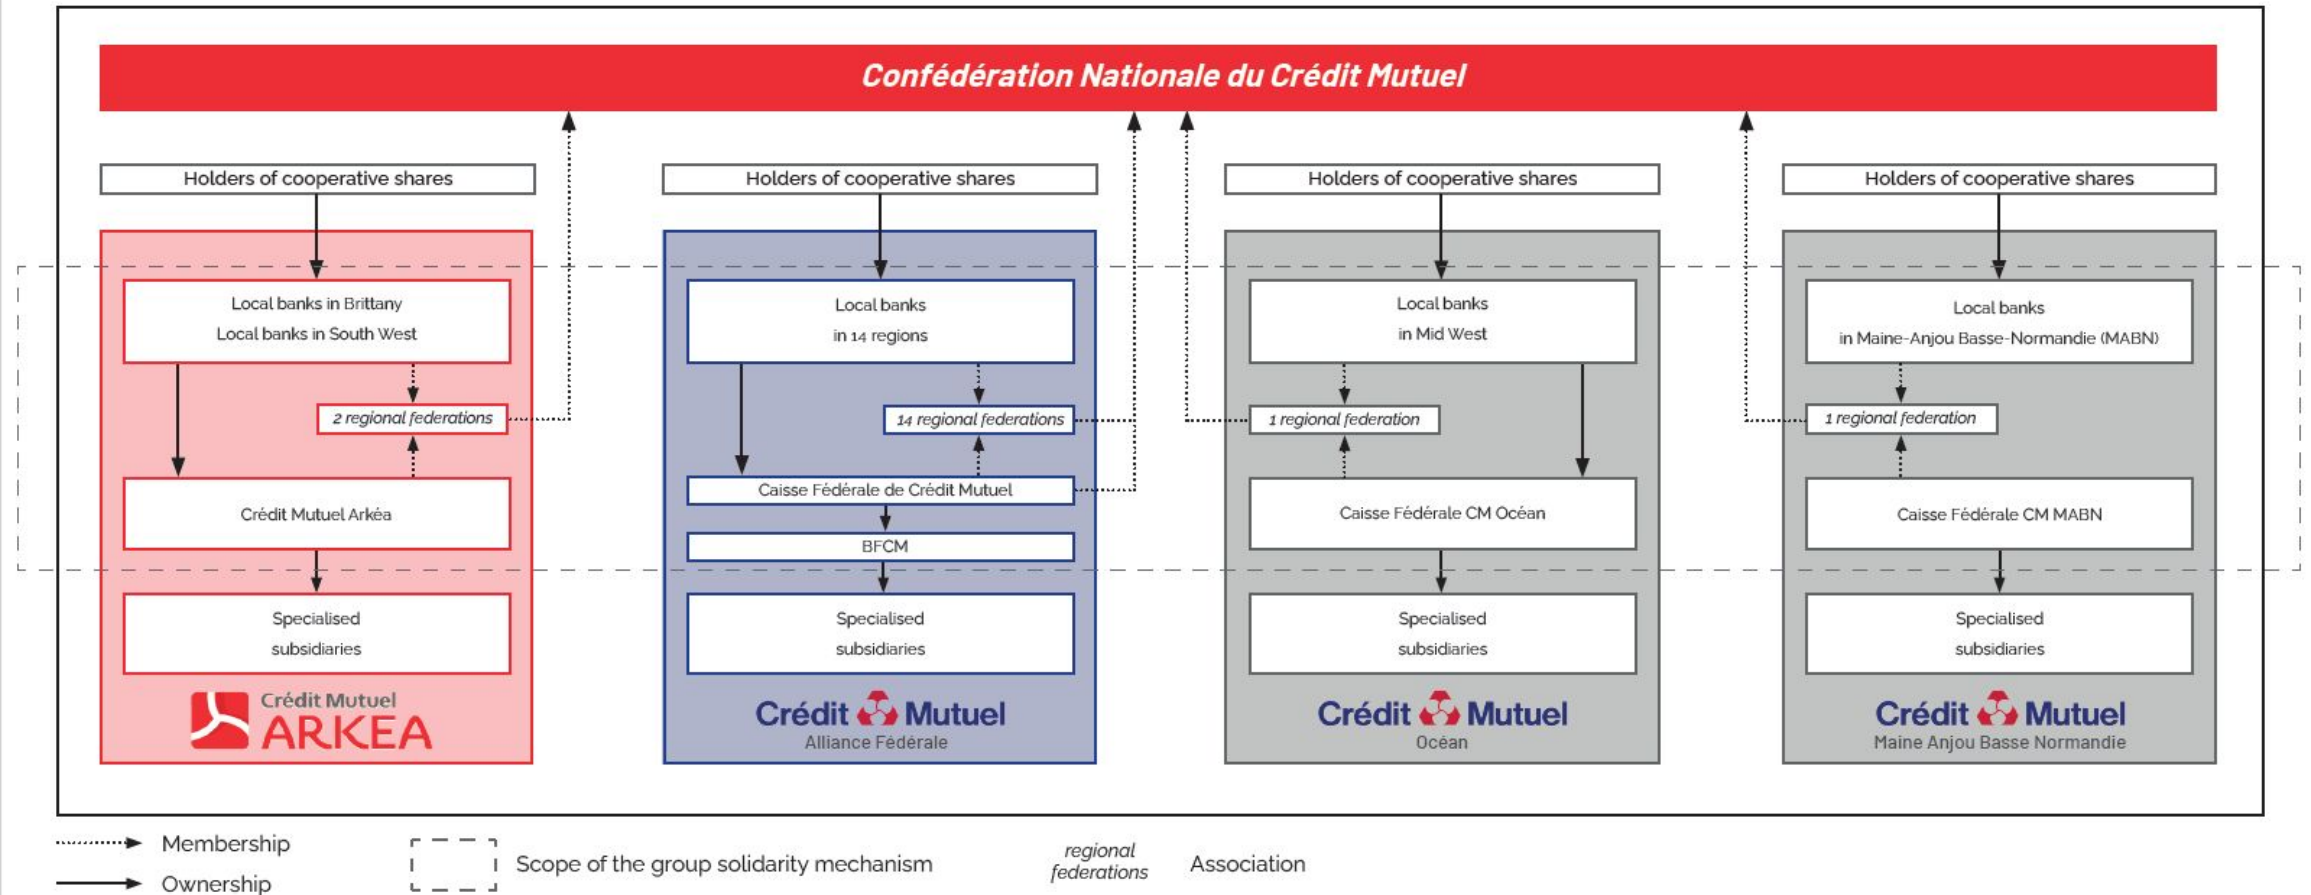 Confédération Nationale du Crédit Mutuel
Holders of cooperative shares
Local banks in Brittany
Local banks in South West
2 regional federations
Crédit Mutuel Arkéa
Specialised
subsidiaries
Crédit Mutuel
ARKEA
Holders of cooperative shares
Local banks
in 14 regions
14 regional federations
Caisse Fédérale de Crédit Mutuel
BFCM
Specialised
subsidiaries
Crédit Mutuel
Alliance Fédérale
Holders of cooperative shares
Local banks
in Mid West
1 regional federation
Caisse Fédérale CM Océan
Specialised
subsidiaries
Crédit Mutuel
Océan
Holders of cooperative shares
Local banks
in Maine-Anjou Basse-Normandie (MABN)
1 regional federation
Caisse Fédérale CM MABN
Specialised
subsidiaries
Crédit Mutuel
Maine Anjou Basse Normandie
Membership
Ownership
Scope of the group solidarity mechanism
regional
federations
Association